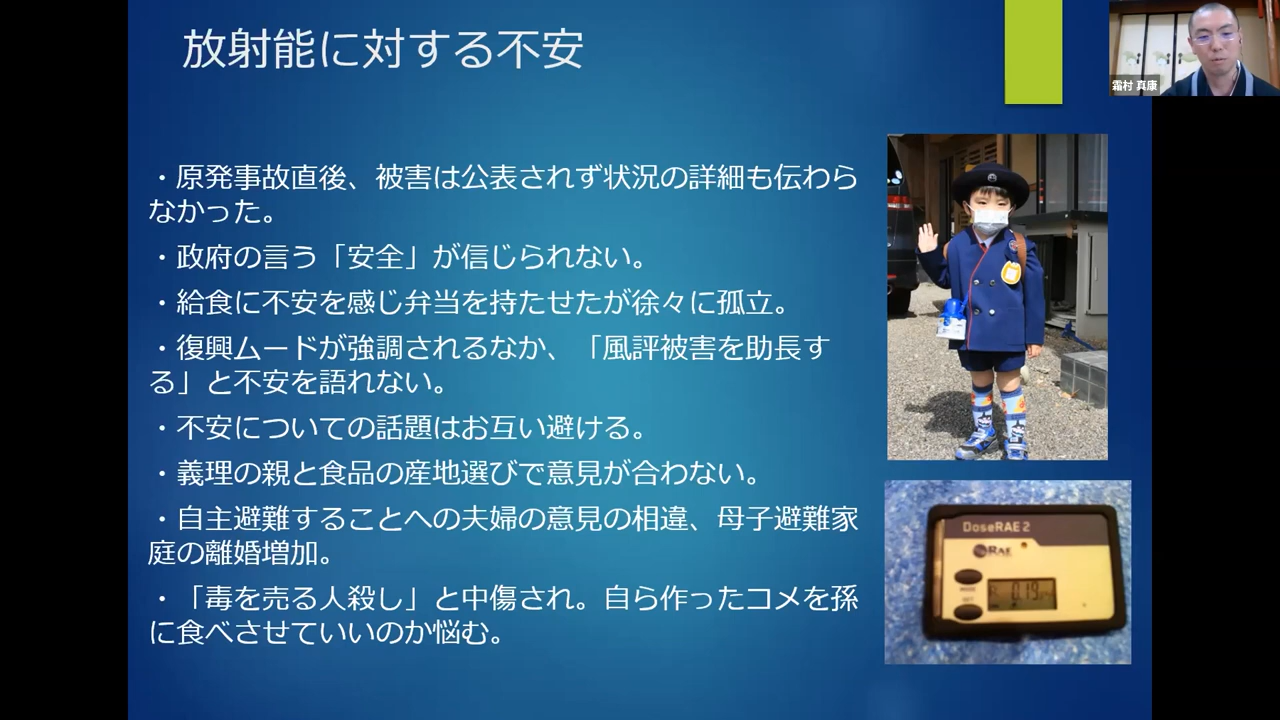 放射能に対する不安
霜村 真康
・原発事故直後、被害は公表されず状況の詳細も伝わら
なかった。
・政府の言う「安全」が信じられない。
・給食に不安を感じ弁当を持たせたが徐々に孤立。
・復興ムードが強調されるなか、「風評被害を助長す
る」と不安を語れない。
・不安についての話題はお互い避ける。
・義理の親と食品の産地選びで意見が合わない。
・自主避難することへの夫婦の意見の相違、母子避難家
庭の離婚増加。
・「毒を売る人殺し」と中傷され。自ら作ったコメを孫
に食べさせていいのか悩む。
DoseRAE 2
RAE
MODE
SET
0.19